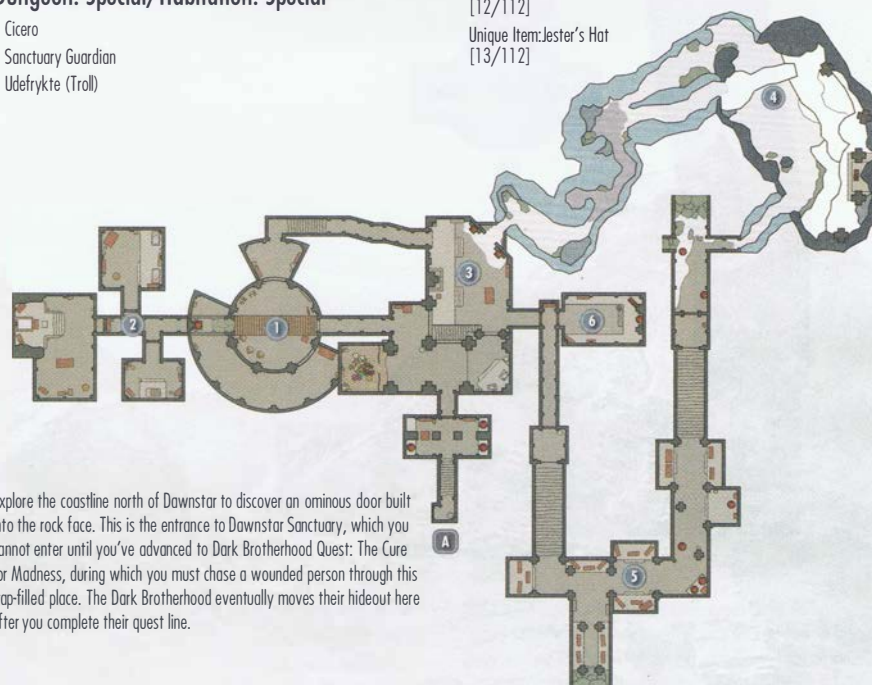 Dungeon: Special/Habitation: Special
Cicero
Sanctuary Guardian
Udefrykte (Troll)
[12/112]
Unique Item:Jester's Hat
[13/112]
4
3
6
2
1
xplore the coastline north of Dawnstar to discover an ominous door built
nto the rock face. This is the entrance to Dawnstar Sanctuary, which you
annot enter until you've advanced to Dark Brotherhood Quest: The Cure
or Madness, during which you must chase a wounded person through this
rap-filled place. The Dark Brotherhood eventually moves their hideout here
fter you complete their quest line.
A
5